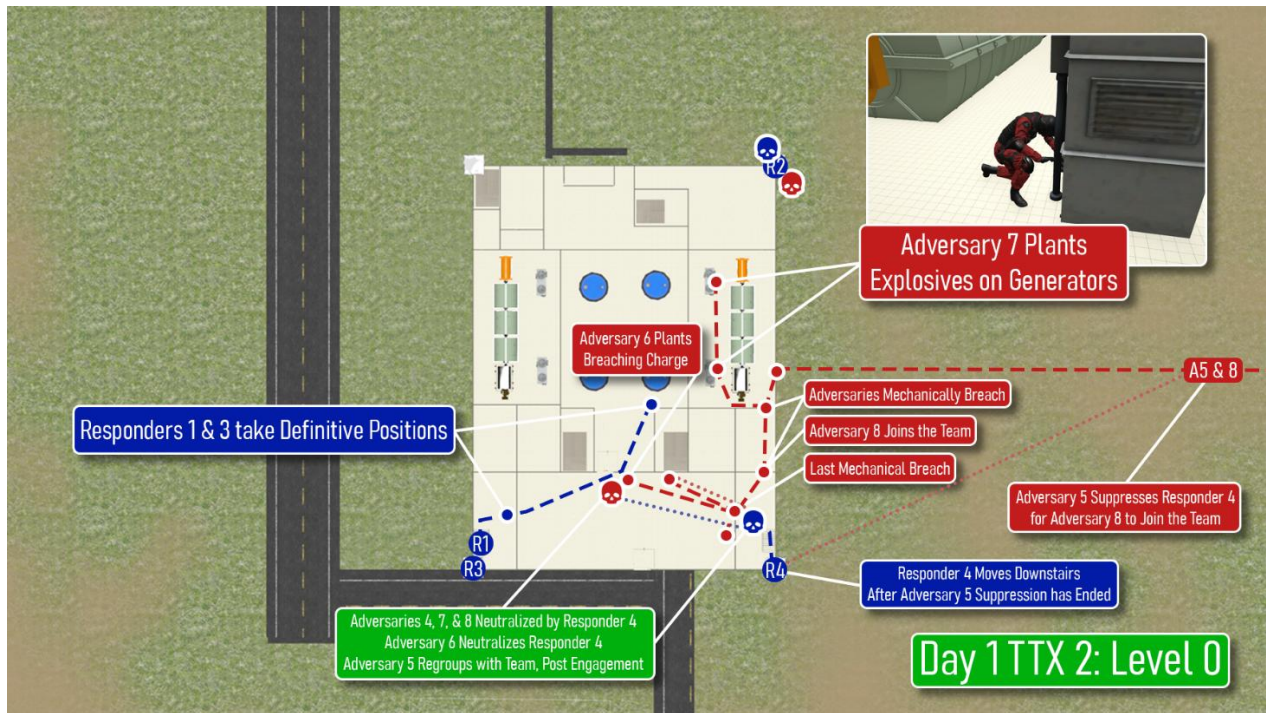 R2
Adversary 7 Plants
Explosives on Generators
Adversary 6 Plants
Breaching Charge
A5 & 8
Adversaries Mechanically Breach
Responders 1 & 3 take Definitive Positions
Adversary 8 Joins the Team
Last Mechanical Breach
Adversary 5 Suppresses Responder 4
for Adversary 8 to Join the Team
R1
R3
R4
Responder 4 Moves Downstairs
After Adversary 5 Suppression has Ended
Adversaries 4, 7, & 8 Neutralized by Responder 4
Adversary 6 Neutralizes Responder 4
Adversary 5 Regroups with Team, Post Engagement
Day 1 TTX 2: Level 0